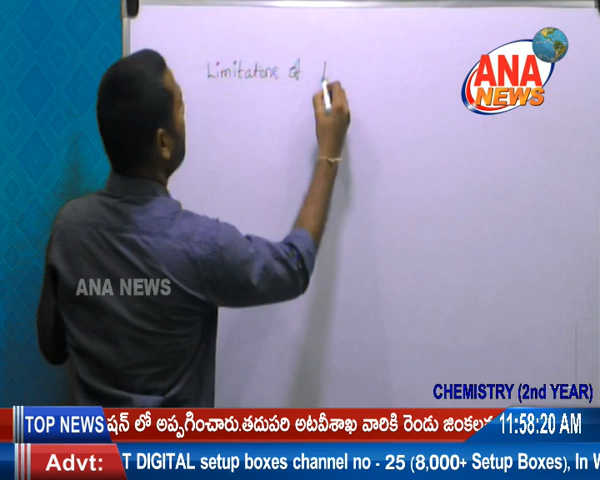 Limitations of
ANA
NEWS
ANA NEWS
CHEMISTRY (2nd YEAR)
TOP NEWS షన్ లో అప్పగించారు.తదుపరి అటవీశాఖ వారికి రెండు జింకలను 11:58:20 AM
Advt: T DIGITAL setup boxes channel no - 25 (8,000+ Setup Boxes), In W